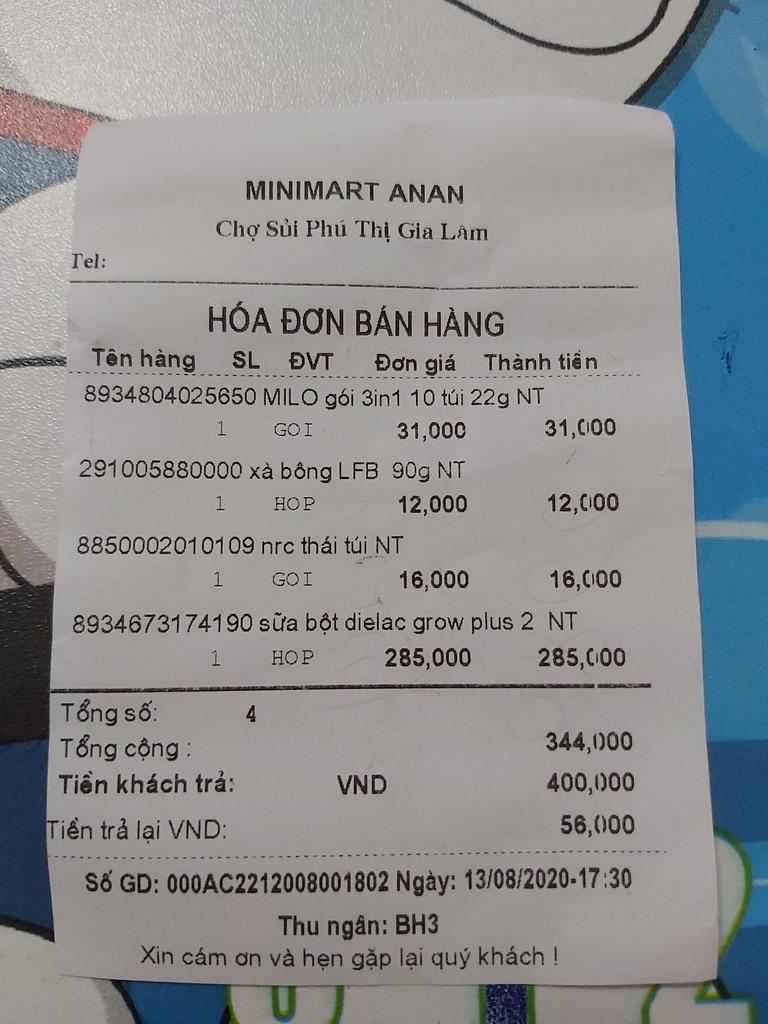 MINIMART ANAN
Chợ Sủi Phú Thị Gia Lâm
Tel:
HÓA ĐƠN BÁN HÀNG
Tên hàng SL ĐVT Đơn giá Thành tiền
8934804025650 MILO gói 3in1 10 túi 22g NT
1 GOI 31,000 31,000
291005880000 xà bông LFB 90g NT
1 HOP 12,000 12,000
8850002010109 nrc thái túi NT
1 GOI 16,000 16,000
8934673174190 sữa bột dielac grow plus 2 NT
1 HOP 285,000 285,000
Tổng số: 4
Tổng cộng : 344,000
Tiền khách trả: VND 400,000
Tiền trả lại VND: 56,000
Số GD: 000AC2212008001802 Ngày: 13/08/2020-17:30
Thu ngân: BH3
Xin cám ơn và hẹn gặp lại quý khách !